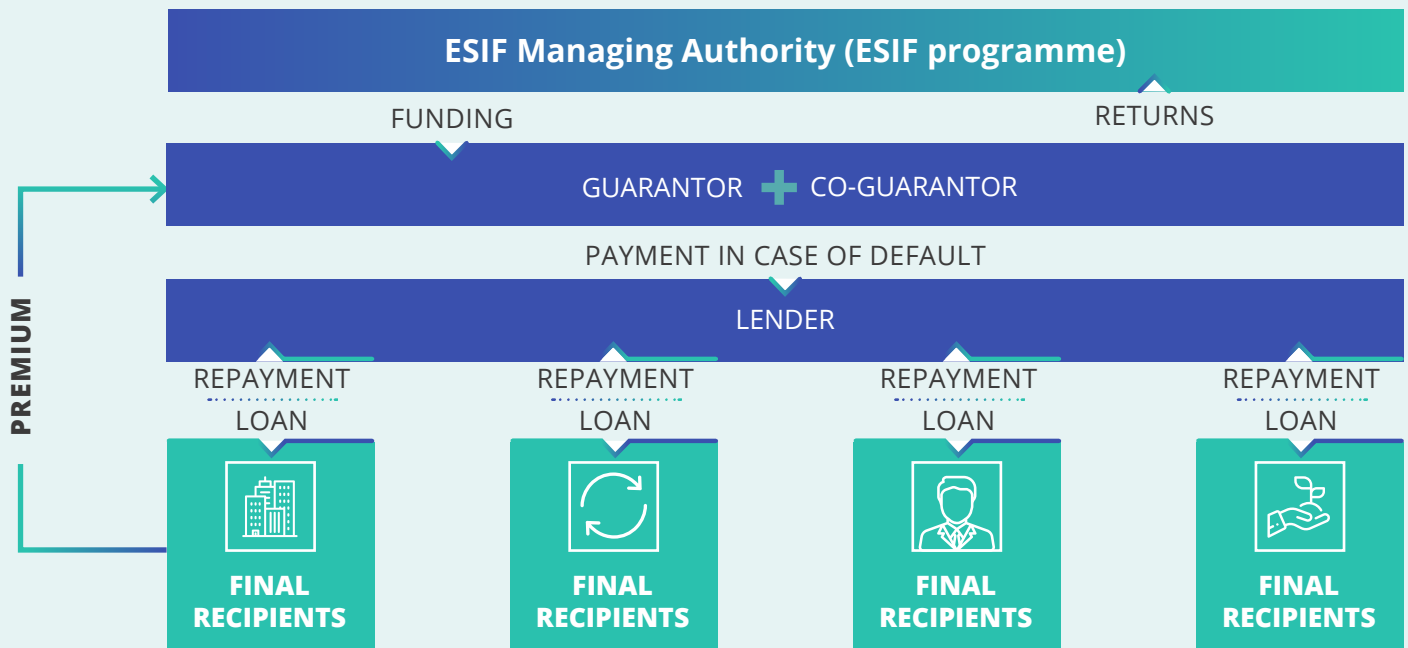 ESIF Managing Authority (ESIF programme)
FUNDING
RETURNS
GUARANTOR + CO-GUARANTOR
PAYMENT IN CASE OF DEFAULT
LENDER
PREMIUM
REPAYMENT REPAYMENT REPAYMENT REPAYMENT
LOAN LOAN LOAN LOAN
FINAL FINAL FINAL FINAL
RECIPIENTS RECIPIENTS RECIPIENTS RECIPIENTS